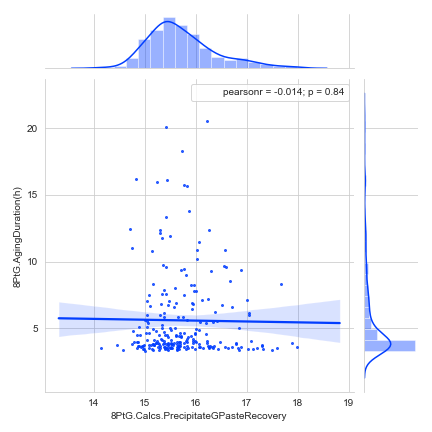 pearsonr = -0.014; p = 0.84
20
15
10
5
8PtG.AgingDuration(h)
14 15 16 17 18 19
8PtG.Calcs.PrecipitateGPasteRecovery